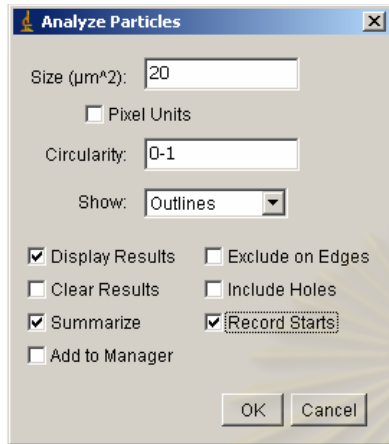 Analyze Particles
Size (µm^2): 20
Pixel Units
Circularity: 0-1
Show: Outlines
Display Results Exclude on Edges
Clear Results Include Holes
Summarize Record Starts
Add to Manager
OK Cancel